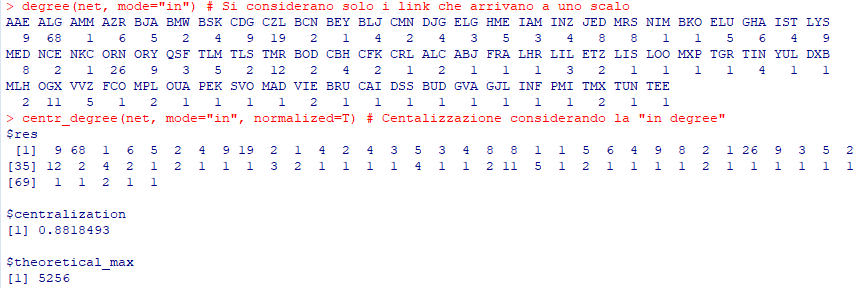 > degree(net, mode="in") # Si considerano solo i link che arrivano a uno scalo
AAE ALG AMM AZR BJA BMW BSK CDG CZL BCN BEY BLJ CMN DJG ELG HME IAM INZ JED MRS NIM BKO ELU GHA IST LYS
9 68 1 6 5 2 4 9 19 2 1 4 2 4 3 5 3 4 8 8 1 1 5 6 4 9
MED NCE NKC ORN ORY QSF TLM TLS TMR BOD CBH CFK CRL ALC ABJ FRA LHR LIL ETZ LIS LOO MXP TGR TIN YUL DXB
8 2 1 26 9 3 5 2 12 2 4 2 1 2 1 1 1 3 2 1 1 1 1 4 1 1
MLH OGX VVZ FCO MPL OUA PEK SVO MAD VIE BRU CAI DSS BUD GVA GJL INF PMI TMX TUN TEE
2 11 5 1 2 1 1 1 1 2 1 1 1 1 1 1 1 1 2 1 1
> centr_degree(net, mode="in", normalized=T) # Centalizzazione considerando la "in degree"
$res
[1] 9 68 1 6 5 2 4 9 19 2 1 4 2 4 3 5 3 4 8 8 1 1 5 6 4 9 8 2 1 26 9 3 5 2
[35] 12 2 4 2 1 2 1 1 1 3 2 1 1 1 1 4 1 1 2 11 5 1 2 1 1 1 1 2 1 1 1 1 1 1
[69] 1 1 2 1 1
$centralization
[1] 0.8818493
$theoretical_max
[1] 5256